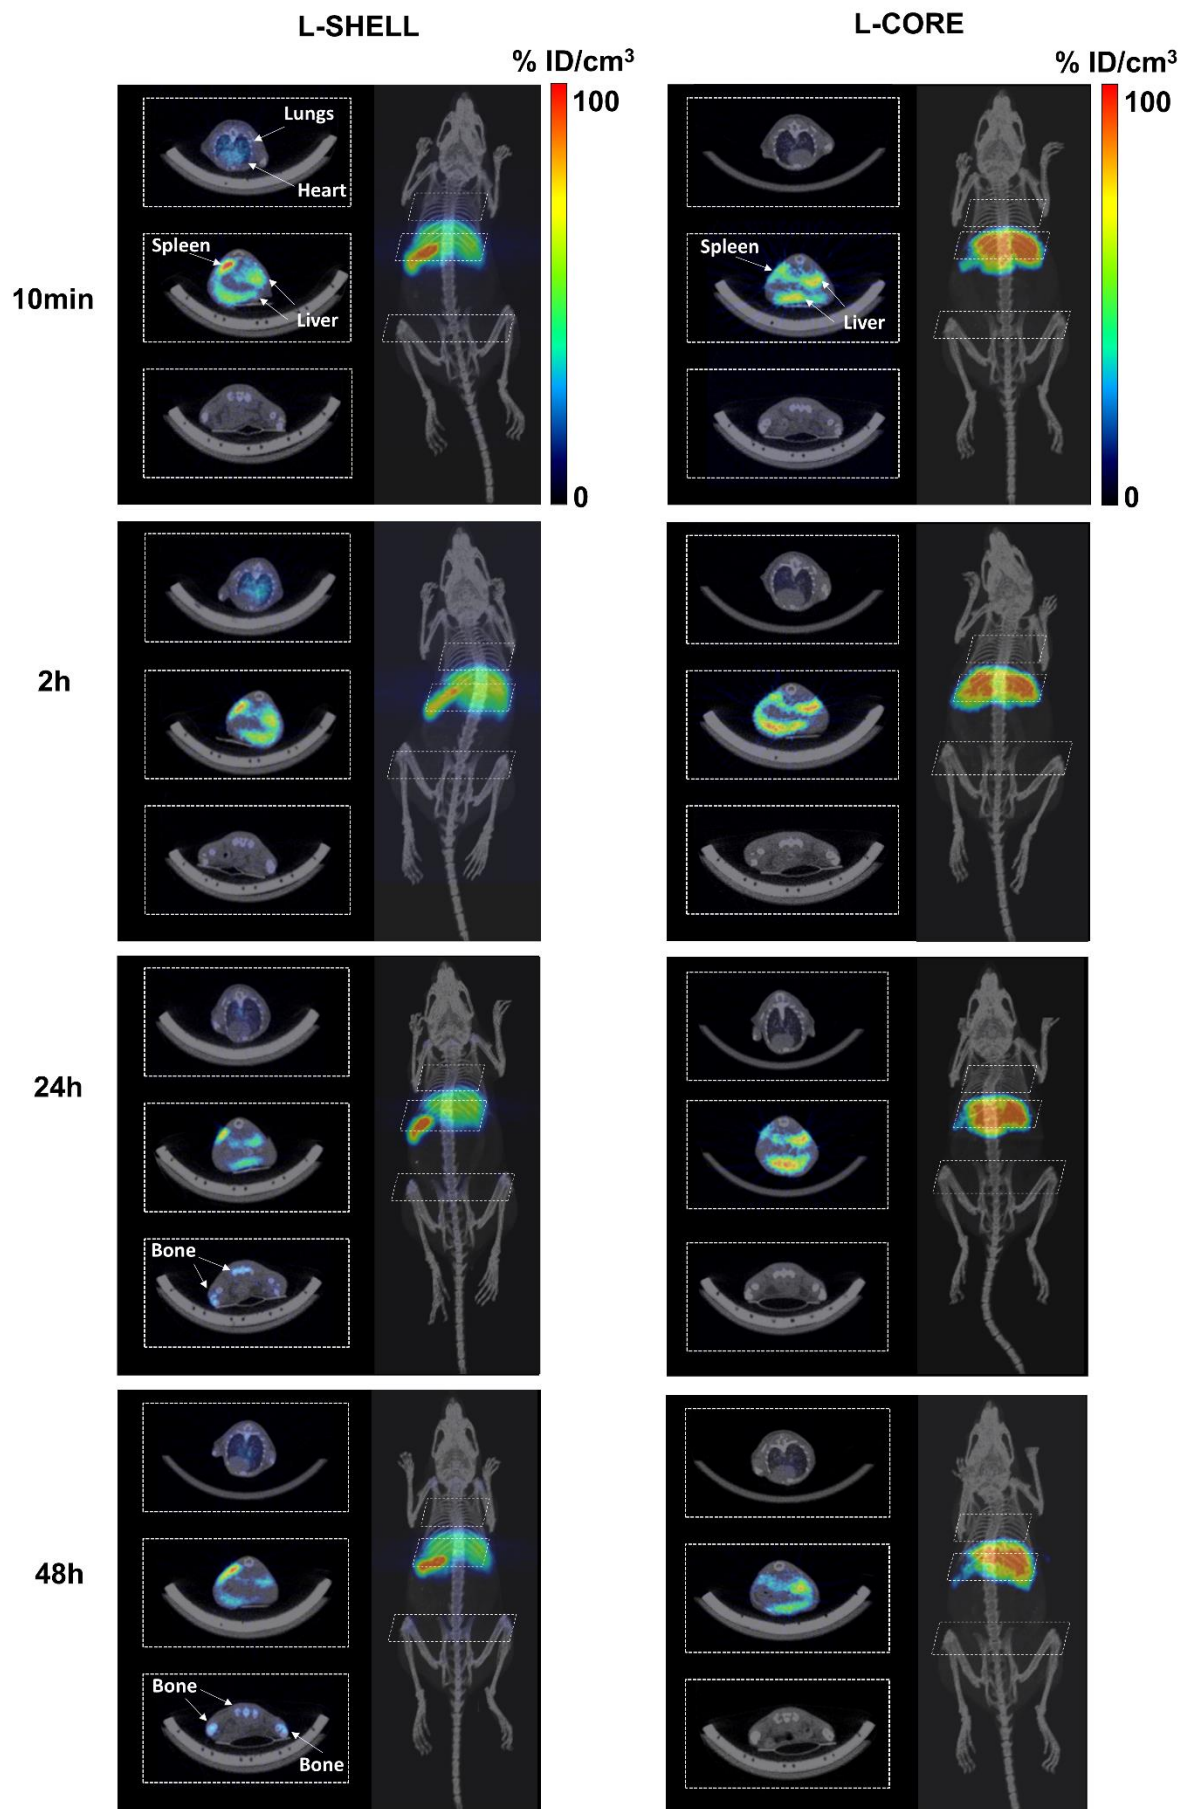 L-SHELL
L-CORE
% ID/cm³
% ID/cm³
100
100
Lungs
Heart
Spleen
Liver
Spleen
Liver
10min
0
0
2h
24h
Bone
48h
Bone
Bone